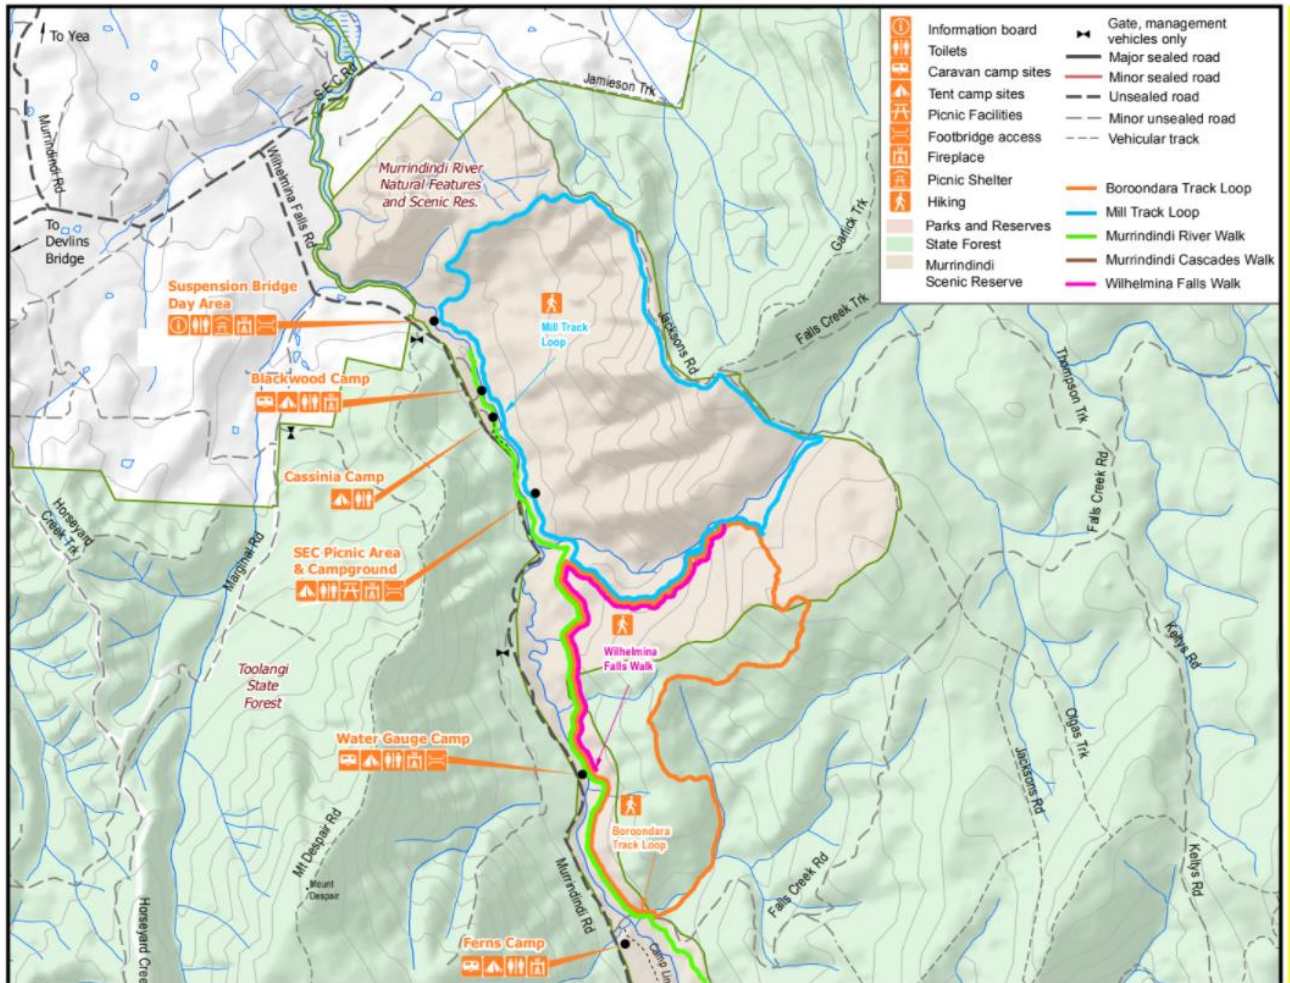 To Yea
S.E.C Rd
Jamieson Trk
Murrindindi Rd
Wilhelmina Falls Rd
Murrindindi River
Natural Features
and Scenic Res.
To
Devlins
Bridge
Garlick Trk
Suspension Bridge
Day Area
Mill Track
Loop
Jacksons Rd
Falls Creek Trk
Blackwood Camp
Thompson Trk
Cassinia Camp
Falls Creek Rd
Horseyard
Creek Trk
Marginal Rd
SEC Picnic Area
& Campground
Wilhelmina
Falls Walk
Kellys Rd
Toolangi
State
Forest
Olgas Trk
Water Gauge Camp
Jacksons Rd
Mt Despair Rd
Mount
Despair
Boroondara
Track Loop
Murrindindi Rd
Falls Creek Rd
Kellys Rd
Horseyard Cree
Ferns Camp
Camp Lin
Information board
Toilets
Caravan camp sites
Tent camp sites
Picnic Facilities
Footbridge access
Fireplace
Picnic Shelter
Hiking
Parks and Reserves
State Forest
Murrindindi
Scenic Reserve
Gate, management
vehicles only
Major sealed road
Minor sealed road
Unsealed road
Minor unsealed road
Vehicular track
Boroondara Track Loop
Mill Track Loop
Murrindindi River Walk
Murrindindi Cascades Walk
Wilhelmina Falls Walk